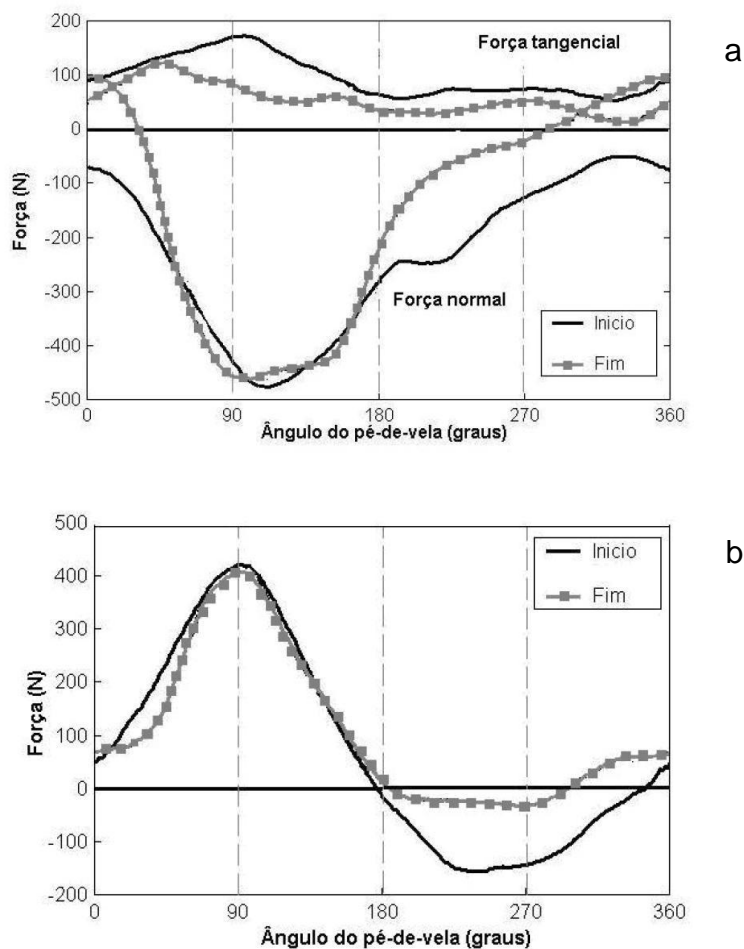 a
200
100
0
-100
-200
-300
-400
-500
Força (N)
Força tangencial
Força normal
Inicio
Fim
0 90 180 270 360
Ângulo do pé-de-vela (graus)
b
500
400
300
200
100
0
-100
-200
Força (N)
Inicio
Fim
0 90 180 270 360
Ângulo do pé-de-vela (graus)